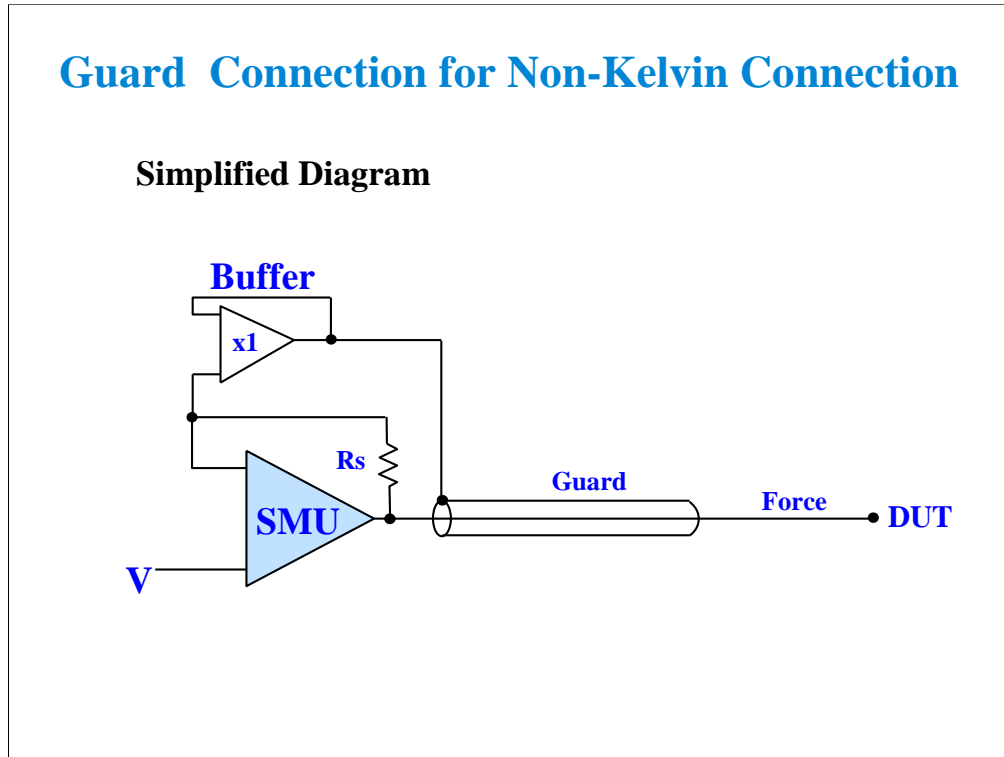 Guard Connection for Non-Kelvin Connection
Simplified Diagram
Buffer
x1
Rs
Guard
SMU
Force
DUT
V